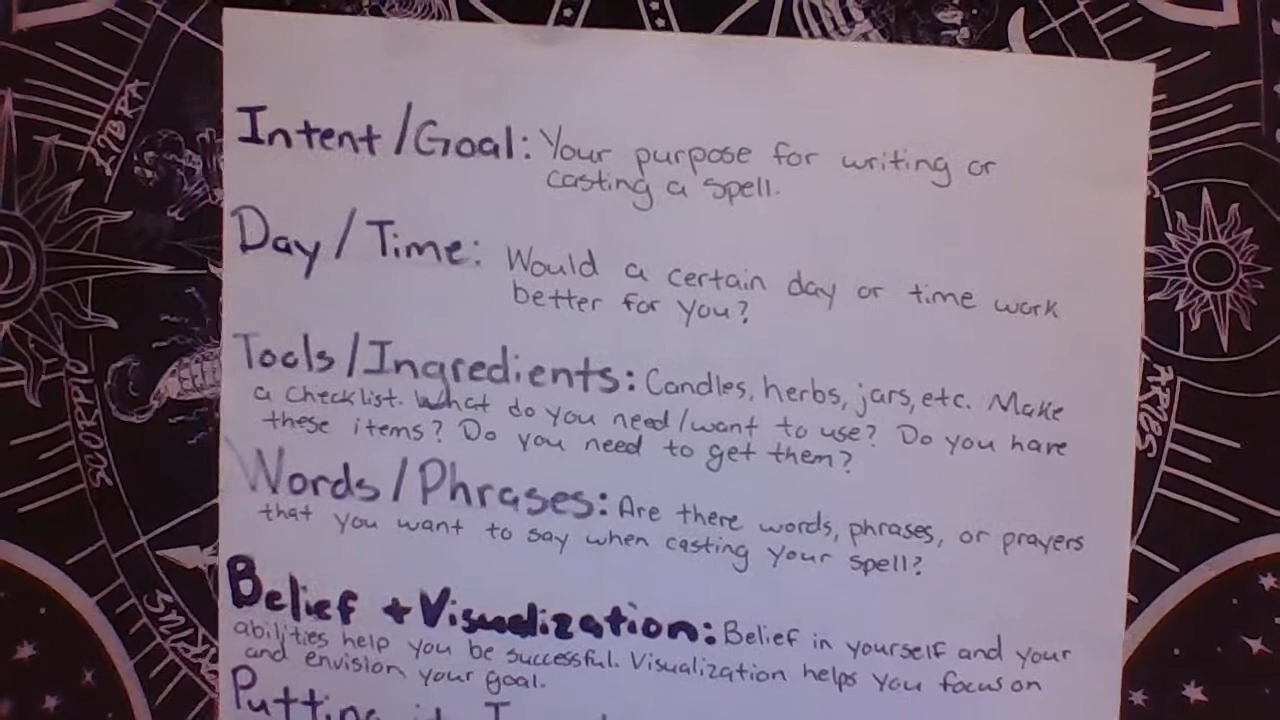 Intent/Goal: Your purpose for writing or
casting a spell.
Day/Time: Would a certain day or time work
better for you?
Tools/Ingredients: Candles, herbs, jars, etc. Make
a checklist. What do you need/want to use? Do you have
these items? Do you need to get them?
Words/Phrases: Are there words, phrases, or prayers
that you want to say when casting your spell?
Belief + Visualization: Belief in yourself and your
abilities help you be successful. Visualization helps you focus on
and envision your goal.
Putting it
LIBRA
SCORPIO
ARIES